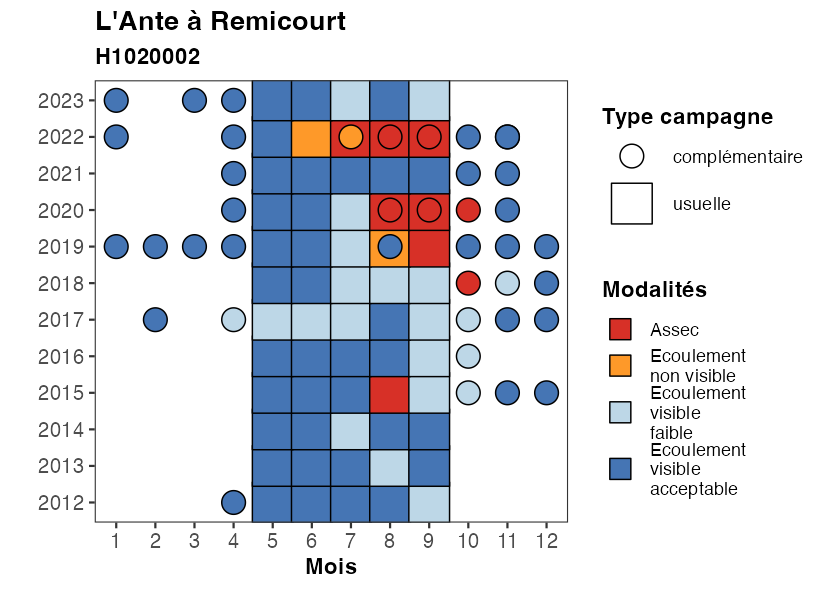 L'Ante à Remicourt
H1020002
2023
2022
2021
2020
2019
2018
2017
2016
2015
2014
2013
2012
1 2 3 4 5 6 7 8 9 10 11 12
Mois
Type campagne
complémentaire
usuelle
Modalités
Assec
Ecoulement
non visible
Ecoulement
visible
faible
Ecoulement
visible
acceptable